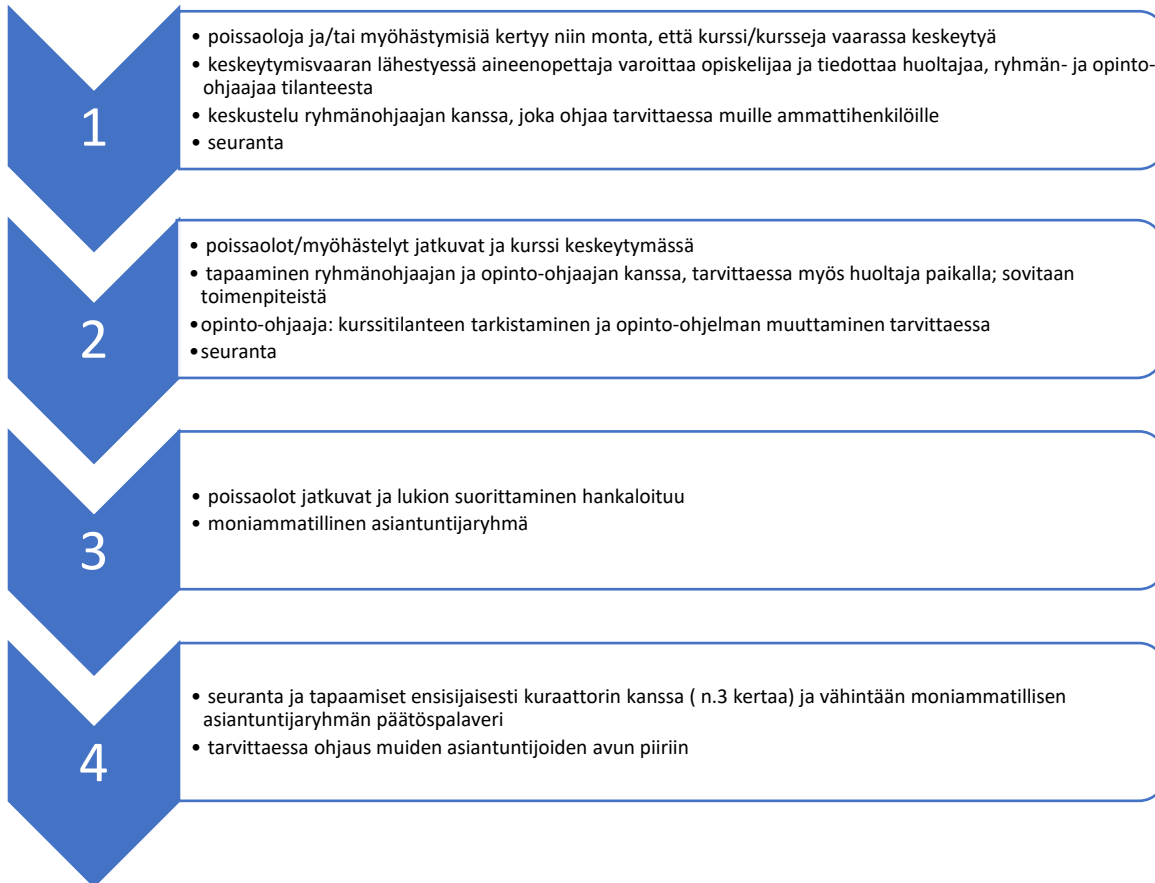 1
• poissaoloja ja/tai myöhästymisiä kertyy niin monta, että kurssi/kursseja vaarassa keskeytyä
• keskeytymisvaaran lähestyessä aineenopettaja varoittaa opiskelijaa ja tiedottaa huoltajaa, ryhmän- ja opinto-
ohjaajaa tilanteesta
• keskustelu ryhmänohjaajan kanssa, joka ohjaa tarvittaessa muille ammattihenkilöille
• seuranta
2
• poissaolot/myöhästelyt jatkuvat ja kurssi keskeytymässä
• tapaaminen ryhmänohjaajan ja opinto-ohjaajan kanssa, tarvittaessa myös huoltaja paikalla; sovitaan
toimenpiteistä
•opinto-ohjaaja: kurssitilanteen tarkistaminen ja opinto-ohjelman muuttaminen tarvittaessa
•seuranta
3
• poissaolot jatkuvat ja lukion suorittaminen hankaloituu
• moniammatillinen asiantuntijaryhmä
4
• seuranta ja tapaamiset ensisijaisesti kuraattorin kanssa ( n.3 kertaa) ja vähintään moniammatillisen
asiantuntijaryhmän päätöspalaveri
• tarvittaessa ohjaus muiden asiantuntijoiden avun piiriin